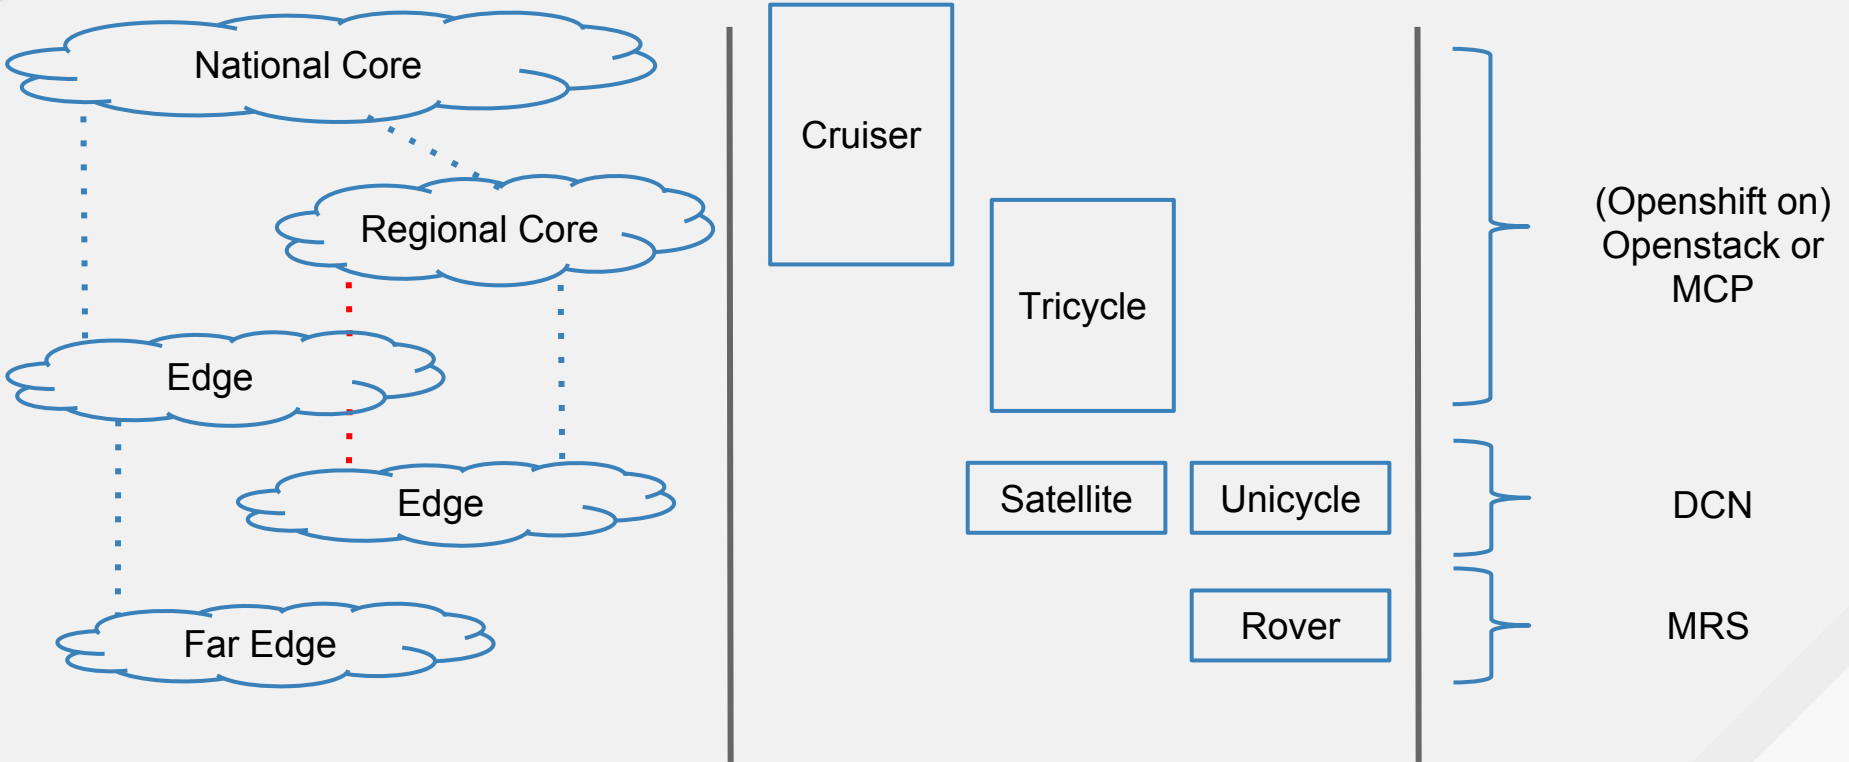 National Core
Regional Core
Edge
Edge
Far Edge
Cruiser
Tricycle
Satellite
Unicycle
Rover
(Openshift on)
Openstack or
MCP
DCN
MRS